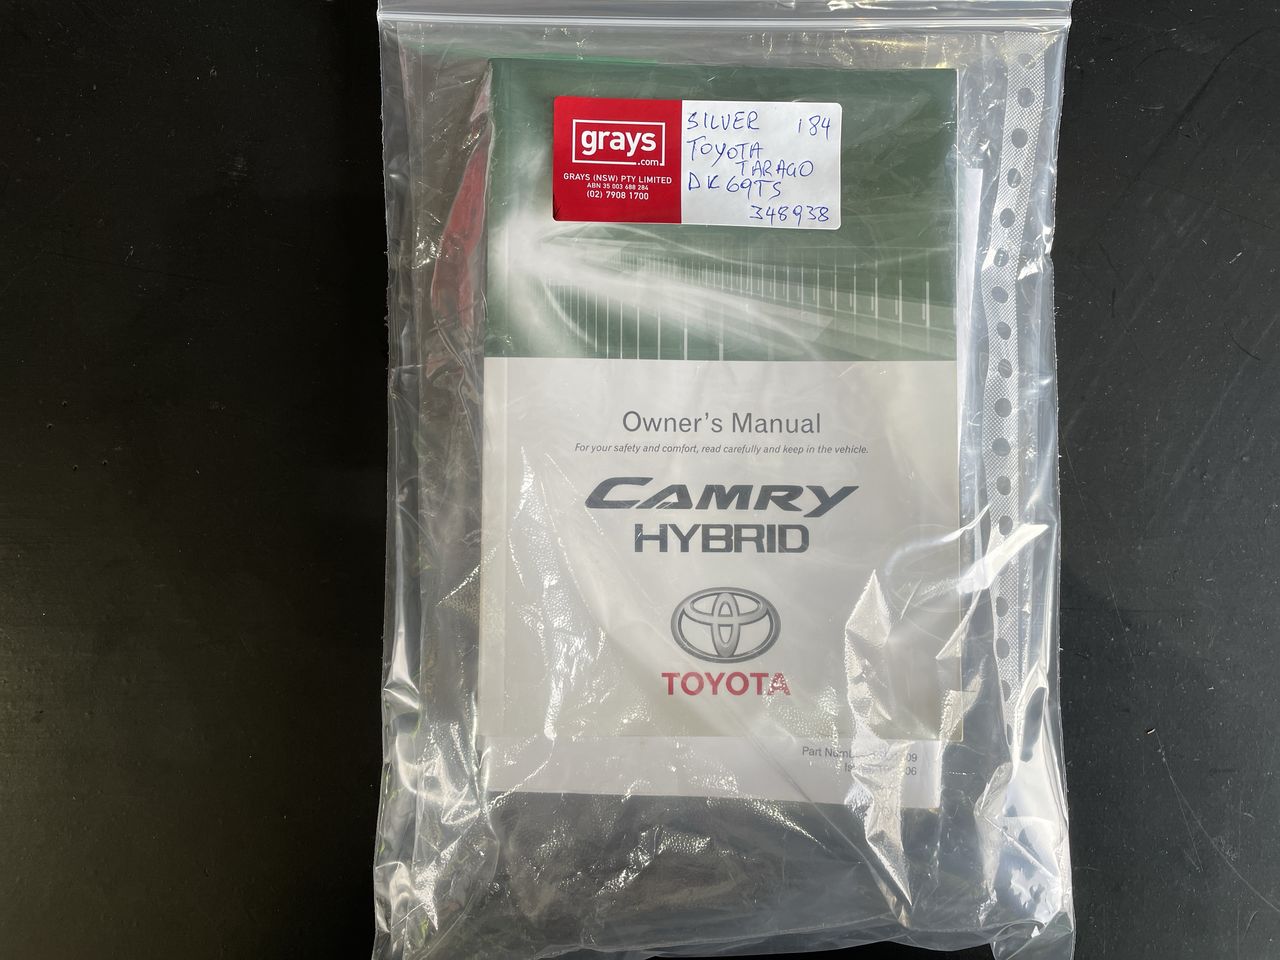 grays
.com
GRAYS (NSW) PTY LIMITED
ABN 35 003 688 284
(02) 7908 1700
SILVER 184
TOYOTA
TARAGO
DK69TS
348938
Owner's Manual
For your safety and comfort, read carefully and keep in the vehicle.
CAMRY
HYBRID
TOYOTA
Part